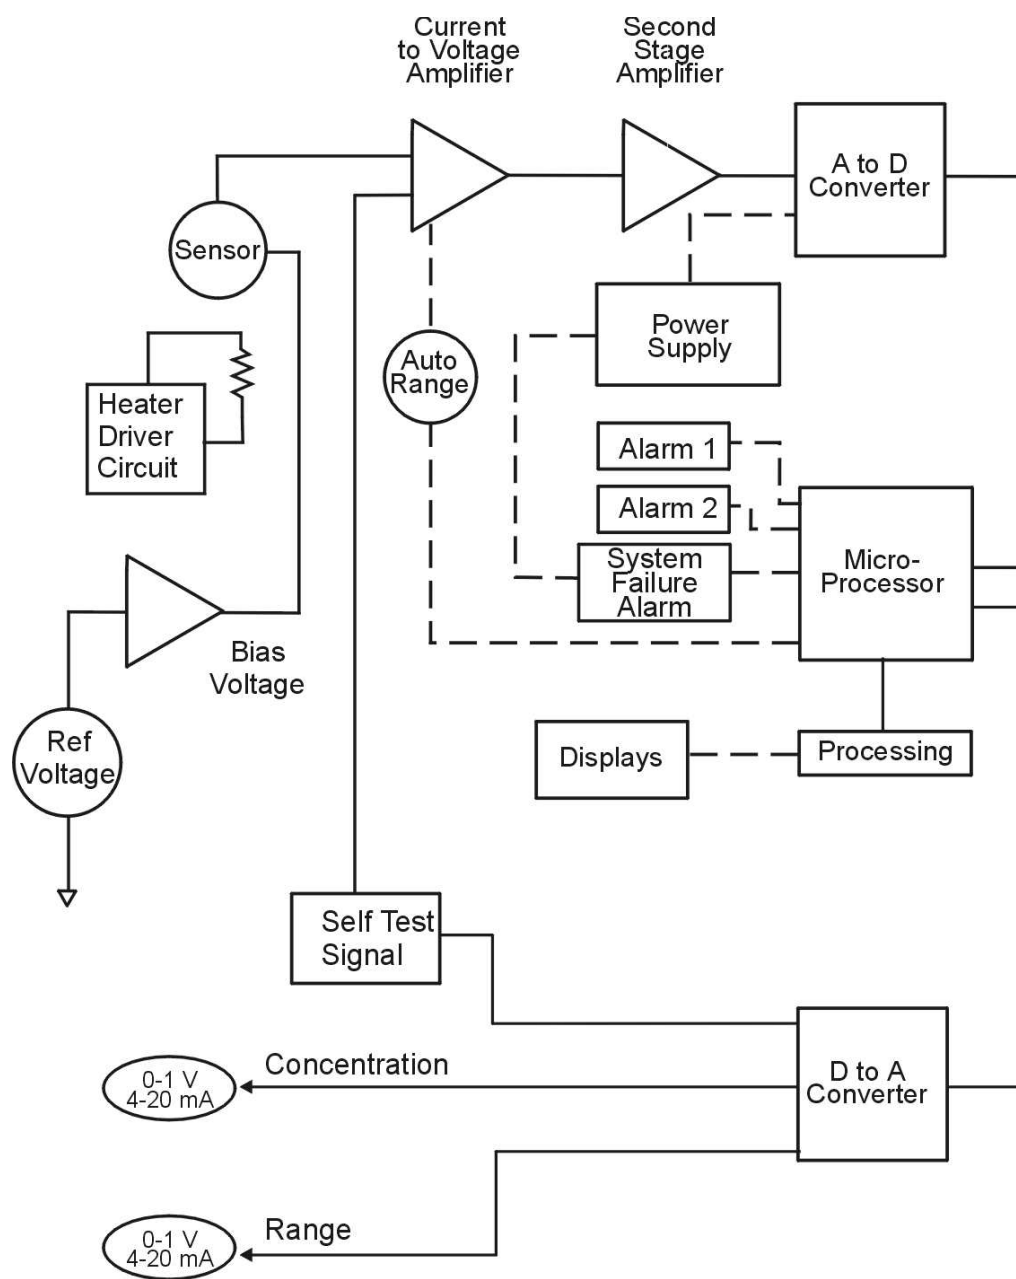 Current
to Voltage
Amplifier
Second
Stage
Amplifier
A to D
Converter
Sensor
Power
Supply
Auto
Range
Heater
Driver
Circuit
Alarm 1
Alarm 2
System
Failure
Alarm
Micro-
Processor
Bias
Voltage
Ref
Voltage
Displays
Processing
Self Test
Signal
Concentration
0-1 V
4-20 mA
D to A
Converter
Range
0-1 V
4-20 mA